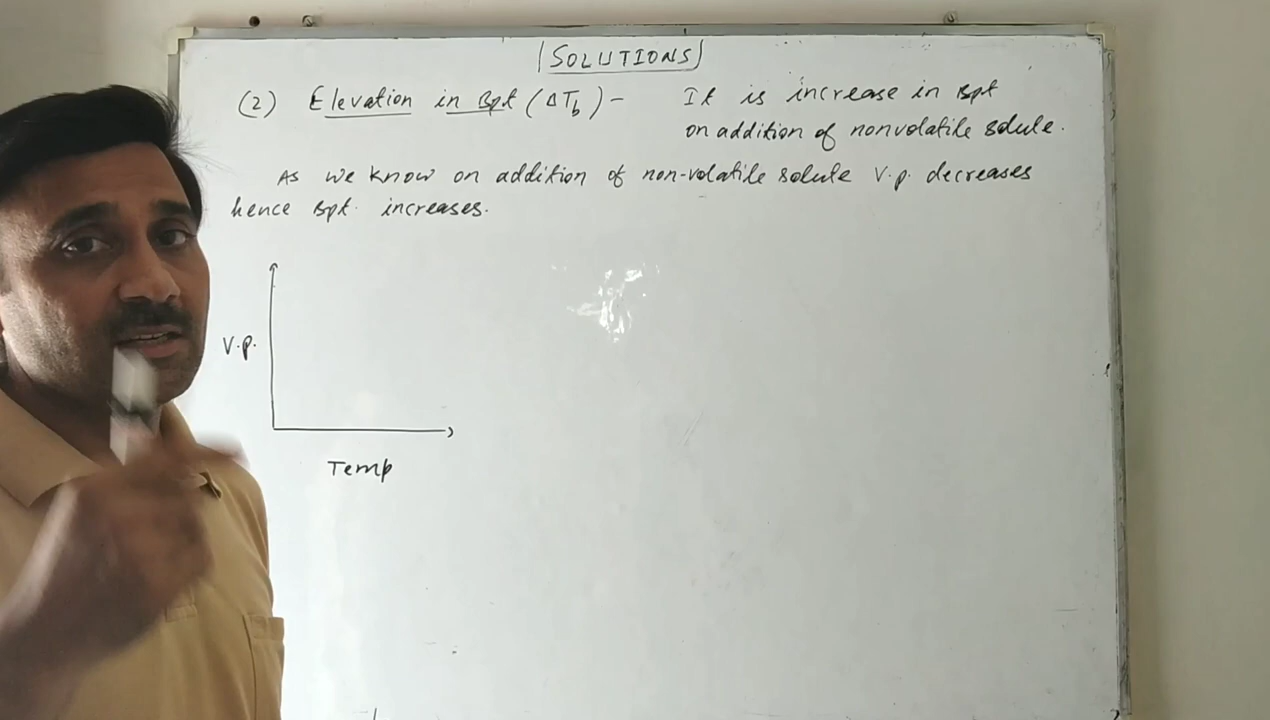 SOLUTIONS
(2) Elevation in Bpt (ΔTb) - It is increase in Bpt
on addition of nonvolatile solute.
As we know on addition of non-volatile solute V.p. decreases
hence Bpt. increases.
V.P.
Temp